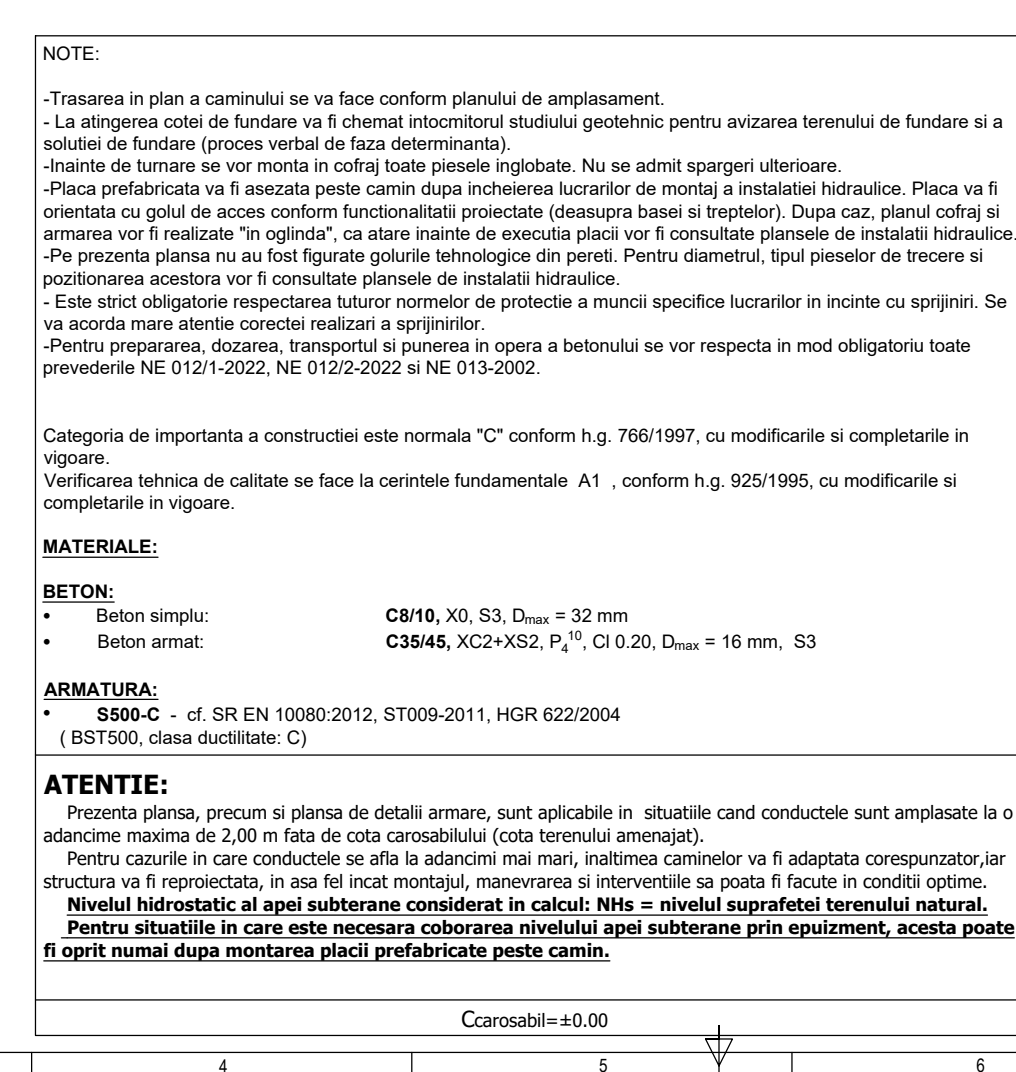 NOTE:
-Trasarea in plan a caminului se va face conform planului de amplasament.
- La atingerea cotei de fundare va fi chemat intocmitorul studiului geotehnic pentru avizarea terenului de fundare si a
solutiei de fundare (proces verbal de faza determinanta).
-Inainte de turnare se vor monta in cofraj toate piesele inglobate. Nu se admit spargeri ulterioare.
-Placa prefabricata va fi asezata peste camin dupa incheierea lucrarilor de montaj a instalatiei hidraulice. Placa va fi
orientata cu golul de acces conform functionalitatii proiectate (deasupra basei si treptelor). Dupa caz, planul cofraj si
armarea vor fi realizate "in oglinda", ca atare inainte de executia placii vor fi consultate plansele de instalatii hidraulice.
-Pe prezenta plansa nu au fost figurate golurile tehnologice din pereti. Pentru diametrul, tipul pieselor de trecere si
pozitionarea acestora vor fi consultate plansele de instalatii hidraulice.
- Este strict obligatorie respectarea tuturor normelor de protectie a muncii specifice lucrarilor in incinte cu sprijiniri. Se
va acorda mare atentie corectei realizari a sprijinirilor.
-Pentru prepararea, dozarea, transportul si punerea in opera a betonului se vor respecta in mod obligatoriu toate
prevederile NE 012/1-2022, NE 012/2-2022 si NE 013-2002.
Categoria de importanta a constructiei este normala "C" conform h.g. 766/1997, cu modificarile si completarile in
vigoare.
Verificarea tehnica de calitate se face la cerintele fundamentale A1 , conform h.g. 925/1995, cu modificarile si
completarile in vigoare.
MATERIALE:
BETON:
• Beton simplu: C8/10, X0, S3, Dmax = 32 mm
• Beton armat: C35/45, XC2+XS2, P₄¹⁰, Cl 0.20, Dmax = 16 mm, S3
ARMATURA:
• S500-C - cf. SR EN 10080:2012, ST009-2011, HGR 622/2004
( BST500, clasa ductilitate: C)
ATENTIE:
Prezenta plansa, precum si plansa de detalii armare, sunt aplicabile in situatiile cand conductele sunt amplasate la o
adancime maxima de 2,00 m fata de cota carosabilului (cota terenului amenajat).
Pentru cazurile in care conductele se afla la adancimi mai mari, inaltimea caminelor va fi adaptata corespunzator,iar
structura va fi reproiectata, in asa fel incat montajul, manevrarea si interventiile sa poata fi facute in conditii optime.
Nivelul hidrostatic al apei subterane considerat in calcul: NHs = nivelul suprafetei terenului natural.
Pentru situatiile in care este necesara coborarea nivelului apei subterane prin epuizment, acesta poate
fi oprit numai dupa montarea placii prefabricate peste camin.
Ccarosabil=±0.00
4 5 6